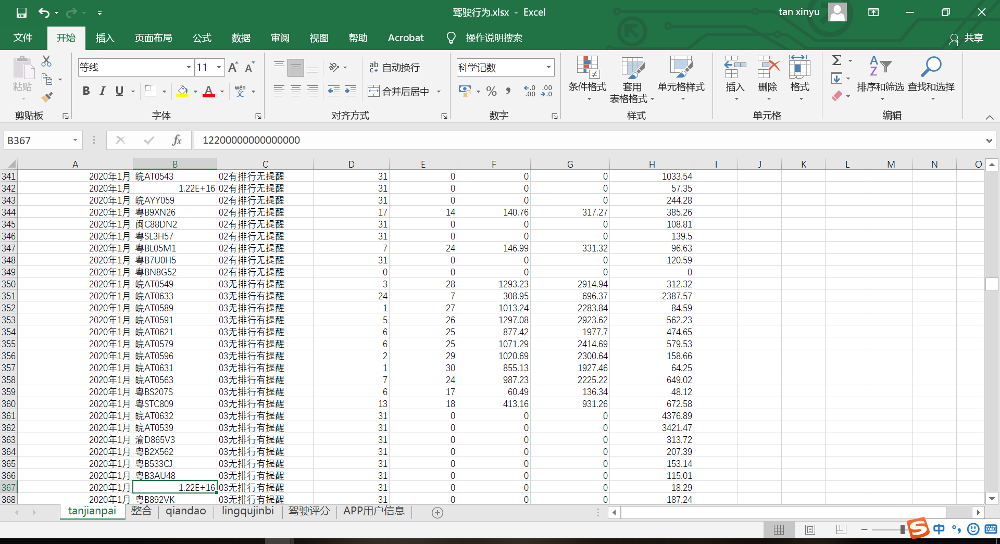 驾驶行为.xlsx - Excel
tan xinyu
文件 开始 插入 页面布局 公式 数据 审阅 视图 帮助 Acrobat 操作说明搜索 共享
等线 11 自动换行 科学记数
粘贴 B I U A wén 文 合并后居中 % 条件格式 套用 表格格式 单元格样式 插入 删除 格式 排序和筛选 查找和选择
剪贴板 字体 对齐方式 数字 样式 单元格 编辑
B367 fx 12200000000000000
A B C D E F G H I J K L M N O
341 2020年1月 皖AT0543 02有排行无提醒 31 0 0 0 1033.54
342 2020年1月 1.22E+16 02有排行无提醒 31 0 0 0 57.35
343 2020年1月 皖AYY059 02有排行无提醒 31 0 0 0 244.28
344 2020年1月 粤B9XN26 02有排行无提醒 17 14 140.76 317.27 385.26
345 2020年1月 闽C88DN2 02有排行无提醒 31 0 0 0 108.81
346 2020年1月 粤SL3H57 02有排行无提醒 31 0 0 0 139.5
347 2020年1月 粤BL05M1 02有排行无提醒 7 24 146.99 331.32 96.63
348 2020年1月 粤B7U0H5 02有排行无提醒 31 0 0 0 120.59
349 2020年1月 粤BN8G52 02有排行无提醒 0 0 0 0 0
350 2020年1月 皖AT0549 03无排行有提醒 3 28 1293.23 2914.94 312.32
351 2020年1月 皖AT0633 03无排行有提醒 24 7 308.95 696.37 2387.57
352 2020年1月 皖AT0589 03无排行有提醒 1 27 1013.24 2283.84 84.59
353 2020年1月 皖AT0591 03无排行有提醒 5 26 1297.08 2923.62 562.23
354 2020年1月 皖AT0621 03无排行有提醒 6 25 877.42 1977.7 474.65
355 2020年1月 皖AT0579 03无排行有提醒 6 25 1071.29 2414.69 579.53
356 2020年1月 皖AT0596 03无排行有提醒 2 29 1020.69 2300.64 158.66
357 2020年1月 皖AT0631 03无排行有提醒 1 30 855.13 1927.46 64.25
358 2020年1月 皖AT0563 03无排行有提醒 7 24 987.23 2225.22 649.02
359 2020年1月 粤BS207S 03无排行有提醒 6 17 60.49 136.34 48.12
360 2020年1月 粤STC809 03无排行有提醒 13 18 413.16 931.26 672.58
361 2020年1月 皖AT0632 03无排行有提醒 31 0 0 0 4376.89
362 2020年1月 皖AT0539 03无排行有提醒 31 0 0 0 3421.47
363 2020年1月 渝D865V3 03无排行有提醒 31 0 0 0 313.72
364 2020年1月 粤B2X562 03无排行有提醒 31 0 0 0 207.39
365 2020年1月 粤B533CJ 03无排行有提醒 31 0 0 0 153.14
366 2020年1月 粤B3AU48 03无排行有提醒 31 0 0 0 115.01
367 2020年1月 1.22E+16 03无排行有提醒 31 0 0 0 18.29
368 2020年1月 粤B892VK 03无排行有提醒 31 0 0 0 187.24
tanjianpai 整合 qiandao lingqujinbi 驾驶评分 APP用户信息
中